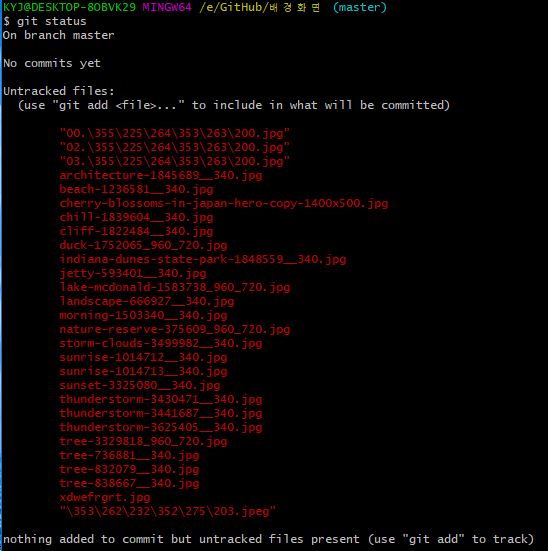 KYJ@DESKTOP-8OBVK29 MINGW64 /e/GitHub/배경화면 (master)
$ git status
On branch master
No commits yet
Untracked files:
(use "git add <file>..." to include in what will be committed)
"00.\355\225\264\353\263\200.jpg"
"02.\355\225\264\353\263\200.jpg"
"03.\355\225\264\353\263\200.jpg"
architecture-1845689__340.jpg
beach-1236581__340.jpg
cherry-blossoms-in-japan-hero-copy-1400x500.jpg
chill-1839604__340.jpg
cliff-1822484__340.jpg
duck-1752065_960_720.jpg
indiana-dunes-state-park-1848559__340.jpg
jetty-593401__340.jpg
lake-mcdonald-1583738_960_720.jpg
landscape-666927__340.jpg
morning-1503340__340.jpg
nature-reserve-375609_960_720.jpg
storm-clouds-3499982__340.jpg
sunrise-1014712__340.jpg
sunrise-1014713__340.jpg
sunset-3325080__340.jpg
thunderstorm-3430471__340.jpg
thunderstorm-3441687__340.jpg
thunderstorm-3625405__340.jpg
tree-3329818_960_720.jpg
tree-736881__340.jpg
tree-832079__340.jpg
tree-838667__340.jpg
xdwefrgrt.jpg
"\353\262\232\352\275\203.jpeg"
nothing added to commit but untracked files present (use "git add" to track)